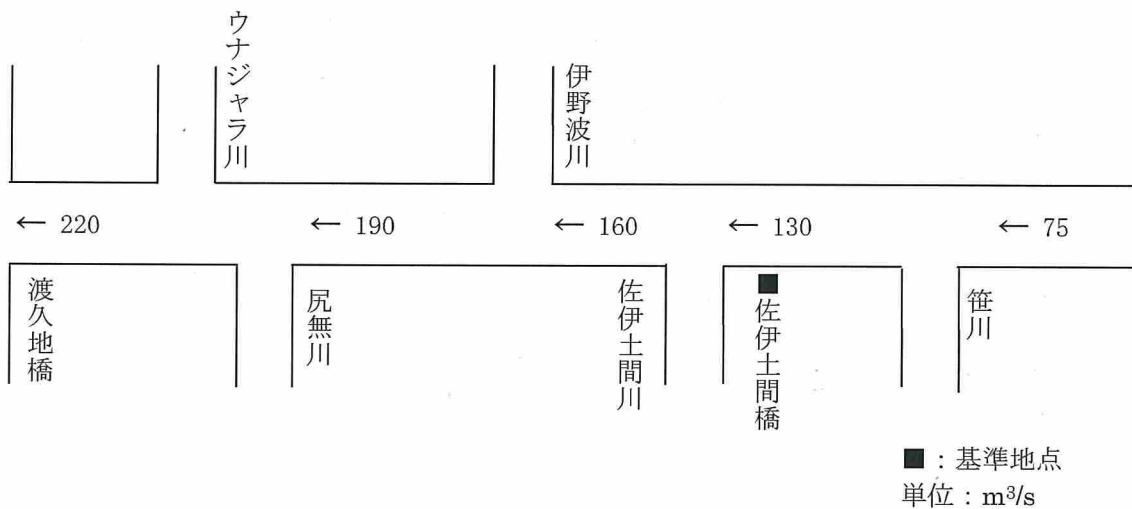 ウナジャラ川
伊野波川
← 220
← 190
← 160
← 130
← 75
渡久地橋
尻無川
佐伊土間川
■佐伊土間橋
笹川
■：基準地点
単位：m³/s